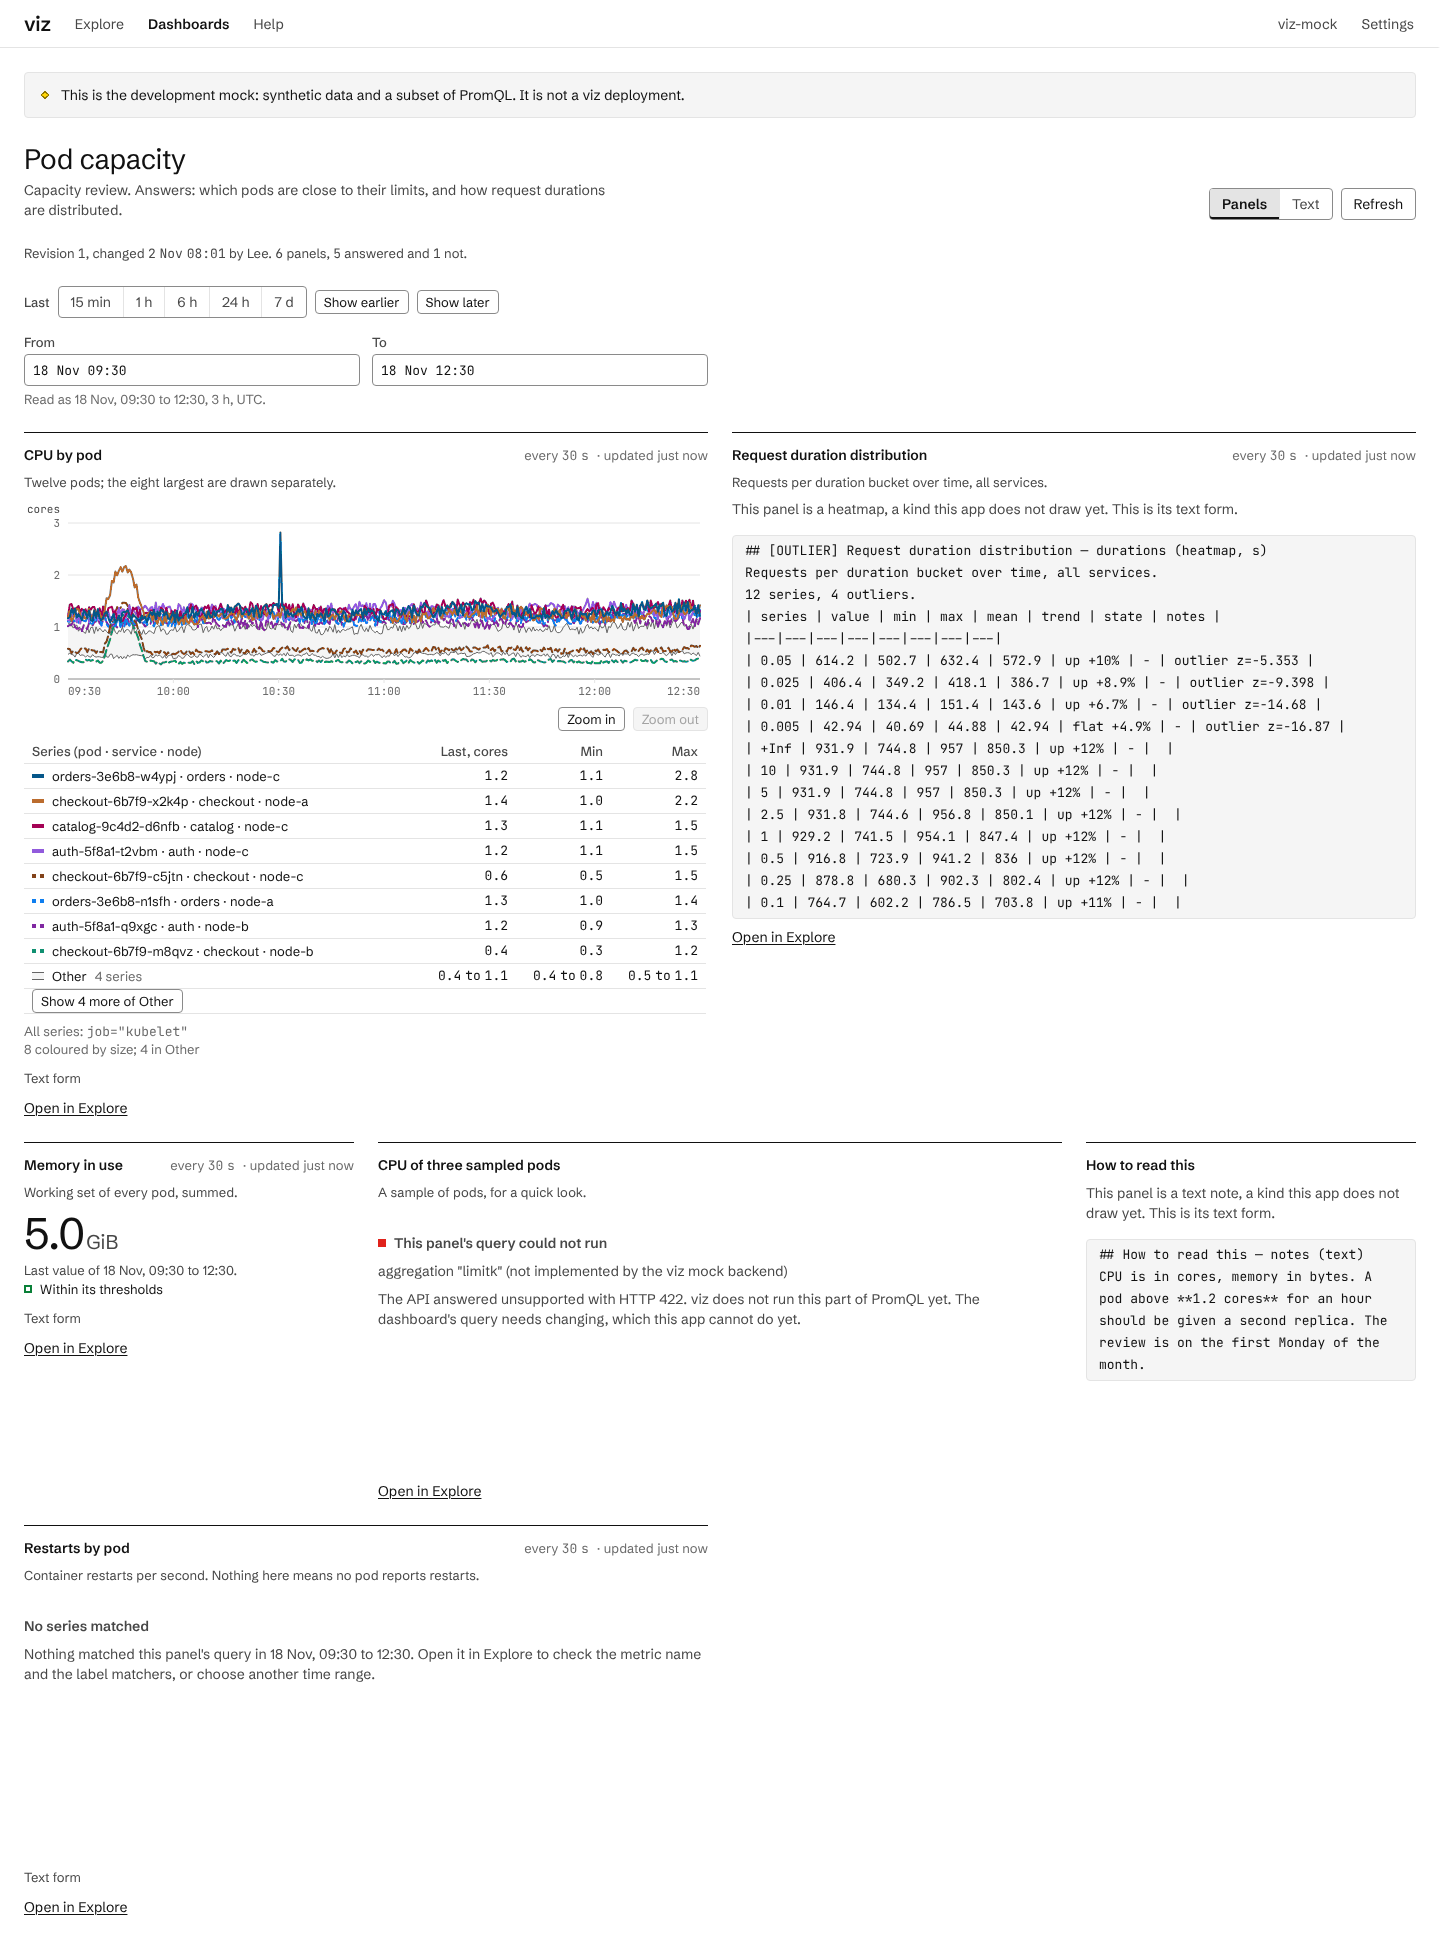 viz Explore Dashboards Help viz-mock Settings
This is the development mock: synthetic data and a subset of PromQL. It is not a viz deployment.
Pod capacity
Capacity review. Answers: which pods are close to their limits, and how request durations
are distributed.
Panels Text Refresh
Revision 1, changed 2 Nov 08:01 by Lee. 6 panels, 5 answered and 1 not.
Last 15 min 1 h 6 h 24 h 7 d Show earlier Show later
From To
18 Nov 09:30 18 Nov 12:30
Read as 18 Nov, 09:30 to 12:30, 3 h, UTC.
CPU by pod every 30 s · updated just now
Twelve pods; the eight largest are drawn separately.
cores
3
2
1
0
09:30 10:00 10:30 11:00 11:30 12:00 12:30
Zoom in Zoom out
Series (pod · service · node) Last, cores Min Max
orders-3e6b8-w4ypj · orders · node-c 1.2 1.1 2.8
checkout-6b7f9-x2k4p · checkout · node-a 1.4 1.0 2.2
catalog-9c4d2-d6nfb · catalog · node-c 1.3 1.1 1.5
auth-5f8a1-t2vbm · auth · node-c 1.2 1.1 1.5
checkout-6b7f9-c5jtn · checkout · node-c 0.6 0.5 1.5
orders-3e6b8-n1sfh · orders · node-a 1.3 1.0 1.4
auth-5f8a1-q9xgc · auth · node-b 1.2 0.9 1.3
checkout-6b7f9-m8qvz · checkout · node-b 0.4 0.3 1.2
Other 4 series 0.4 to 1.1 0.4 to 0.8 0.5 to 1.1
Show 4 more of Other
All series: job="kubelet"
8 coloured by size; 4 in Other
Text form
Open in Explore
Request duration distribution every 30 s · updated just now
Requests per duration bucket over time, all services.
This panel is a heatmap, a kind this app does not draw yet. This is its text form.
## [OUTLIER] Request duration distribution — durations (heatmap, s)
Requests per duration bucket over time, all services.
12 series, 4 outliers.
| series | value | min | max | mean | trend | state | notes |
|---|---|---|---|---|---|---|---|
| 0.05 | 614.2 | 502.7 | 632.4 | 572.9 | up +10% | - | outlier z=-5.353 |
| 0.025 | 406.4 | 349.2 | 418.1 | 386.7 | up +8.9% | - | outlier z=-9.398 |
| 0.01 | 146.4 | 134.4 | 151.4 | 143.6 | up +6.7% | - | outlier z=-14.68 |
| 0.005 | 42.94 | 40.69 | 44.88 | 42.94 | flat +4.9% | - | outlier z=-16.87 |
| +Inf | 931.9 | 744.8 | 957 | 850.3 | up +12% | - |  |
| 10 | 931.9 | 744.8 | 957 | 850.3 | up +12% | - |  |
| 5 | 931.9 | 744.8 | 957 | 850.3 | up +12% | - |  |
| 2.5 | 931.8 | 744.6 | 956.8 | 850.1 | up +12% | - |  |
| 1 | 929.2 | 741.5 | 954.1 | 847.4 | up +12% | - |  |
| 0.5 | 916.8 | 723.9 | 941.2 | 836 | up +12% | - |  |
| 0.25 | 878.8 | 680.3 | 902.3 | 802.4 | up +12% | - |  |
| 0.1 | 764.7 | 602.2 | 786.5 | 703.8 | up +11% | - |  |
Open in Explore
Memory in use every 30 s · updated just now
Working set of every pod, summed.
5.0 GiB
Last value of 18 Nov, 09:30 to 12:30.
Within its thresholds
Text form
Open in Explore
CPU of three sampled pods
A sample of pods, for a quick look.
This panel's query could not run
aggregation "limitk" (not implemented by the viz mock backend)
The API answered unsupported with HTTP 422. viz does not run this part of PromQL yet. The
dashboard's query needs changing, which this app cannot do yet.
Open in Explore
How to read this
This panel is a text note, a kind this app does not
draw yet. This is its text form.
## How to read this — notes (text)
CPU is in cores, memory in bytes. A
pod above **1.2 cores** for an hour
should be given a second replica. The
review is on the first Monday of the
month.
Restarts by pod every 30 s · updated just now
Container restarts per second. Nothing here means no pod reports restarts.
No series matched
Nothing matched this panel's query in 18 Nov, 09:30 to 12:30. Open it in Explore to check the metric name
and the label matchers, or choose another time range.
Text form
Open in Explore